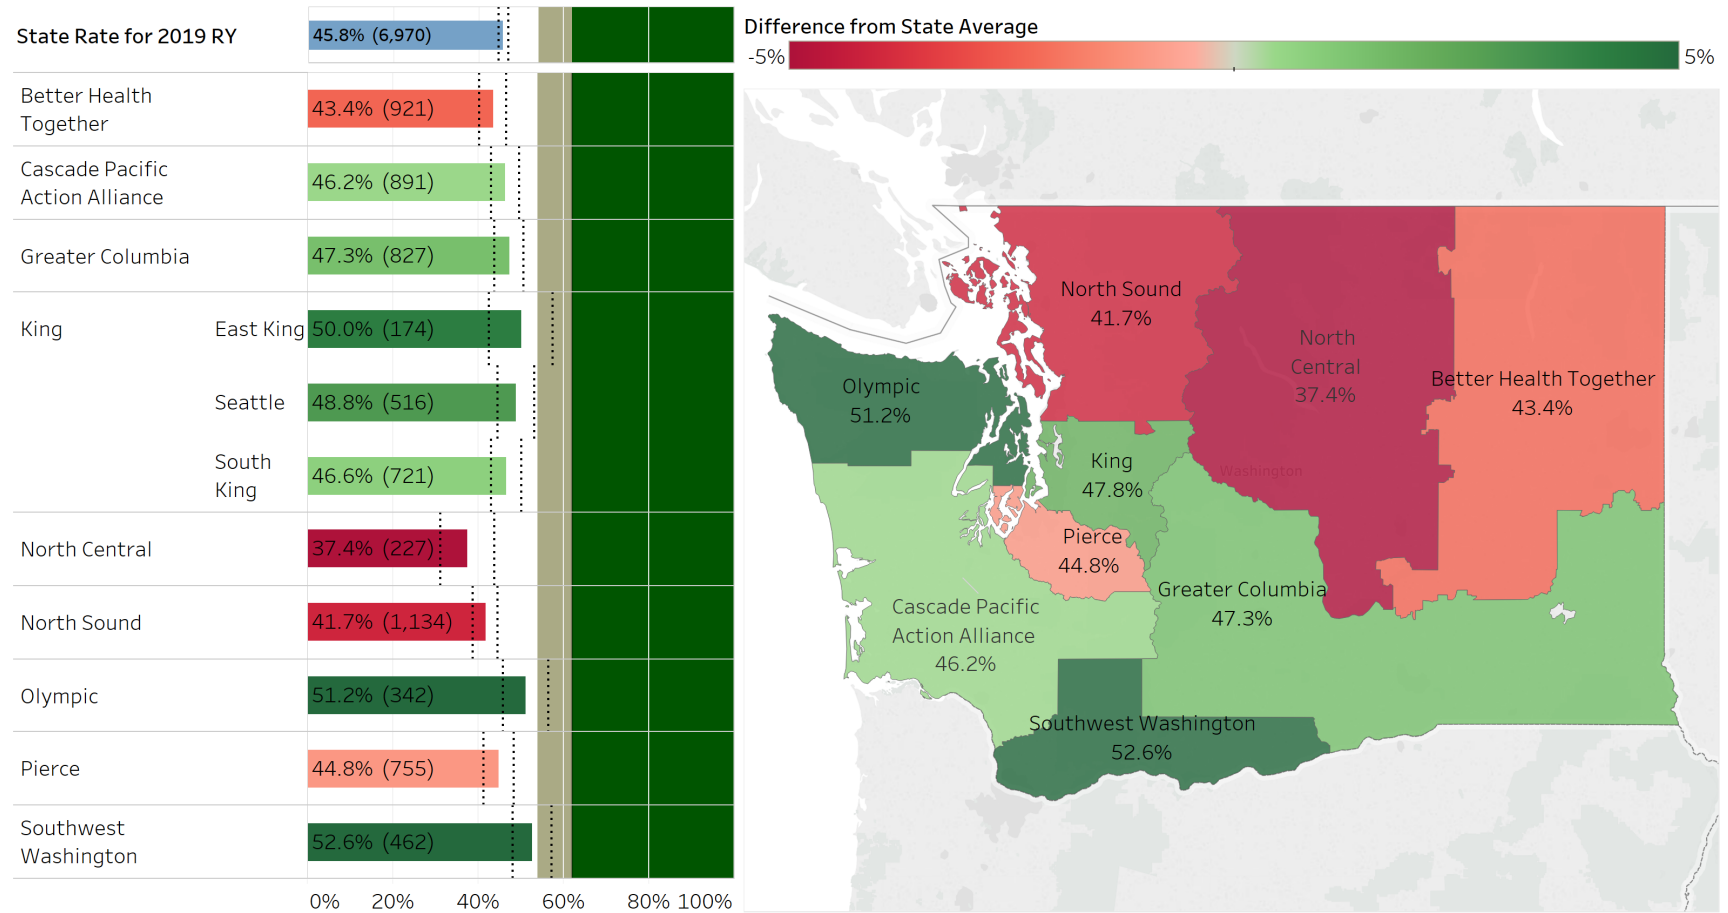 State Rate for 2019 RY
45.8% (6,970)
Better Health
Together
43.4% (921)
Cascade Pacific
Action Alliance
46.2% (891)
Greater Columbia
47.3% (827)
King
East King
50.0% (174)
Seattle
48.8% (516)
South
King
46.6% (721)
North Central
37.4% (227)
North Sound
41.7% (1,134)
Olympic
51.2% (342)
Pierce
44.8% (755)
Southwest
Washington
52.6% (462)
0% 20% 40% 60% 80% 100%
Difference from State Average
-5% 5%
North Sound
41.7%
North
Central
37.4%
Better Health Together
43.4%
Olympic
51.2%
King
47.8%
Washington
Pierce
44.8%
Greater Columbia
47.3%
Cascade Pacific
Action Alliance
46.2%
Southwest Washington
52.6%